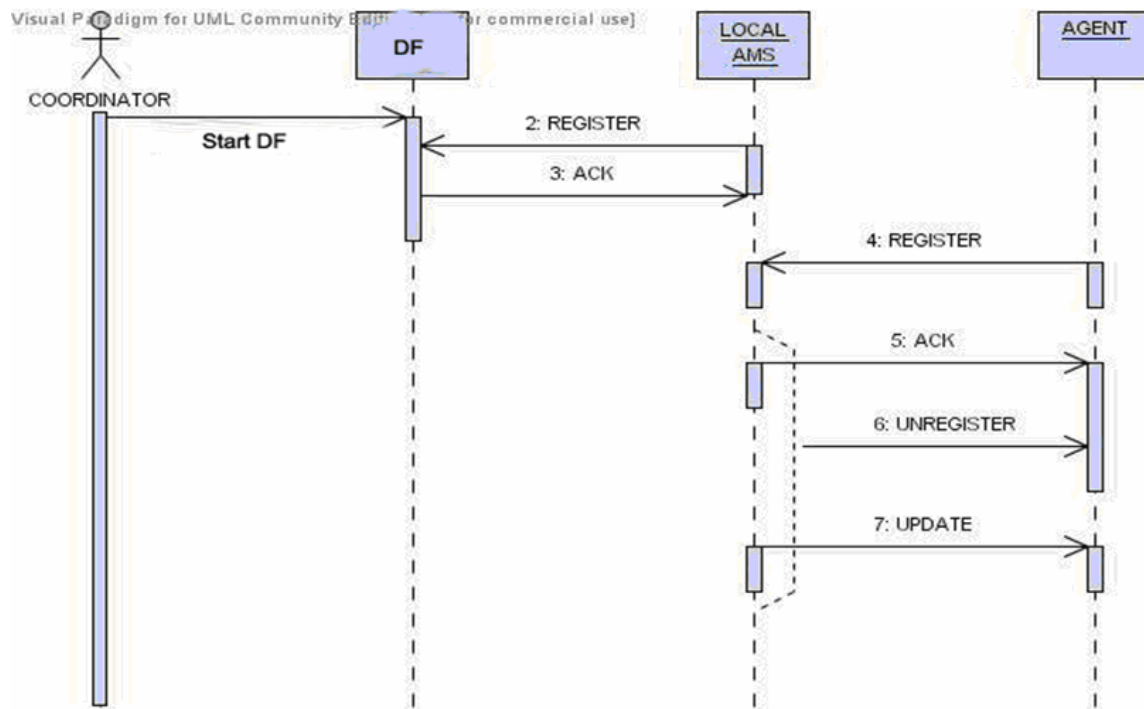 Visual Paradigm for UML Community for commercial use]
COORDINATOR
DF
LOCAL
AMS
AGENT
Start DF
2: REGISTER
3: ACK
4: REGISTER
5: ACK
6: UNREGISTER
7: UPDATE